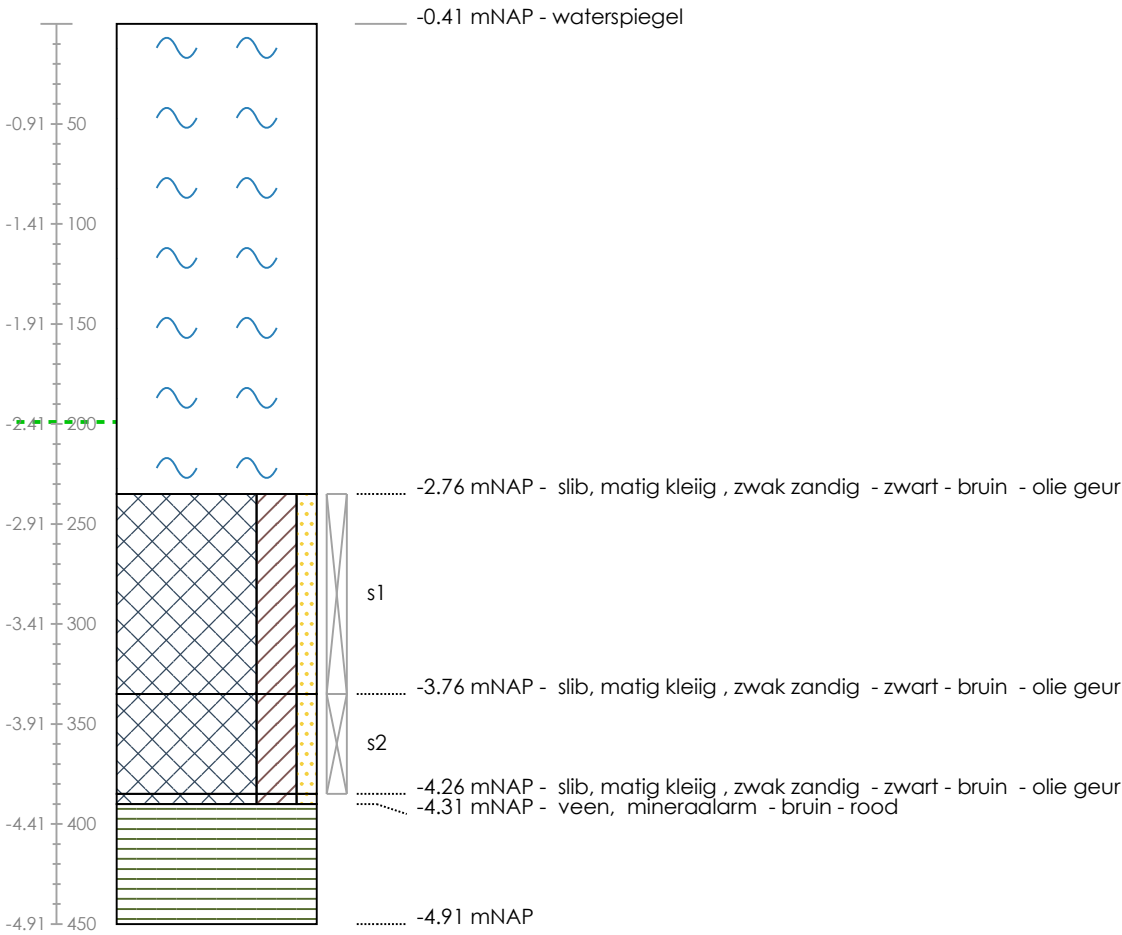 -0.41 mNAP - waterspiegel
-0.91 50
-1.41 100
-1.91 150
-2.41 200
-2.76 mNAP - slib, matig kleiig , zwak zandig - zwart - bruin - olie geur
-2.91 250
s1
-3.41 300
-3.76 mNAP - slib, matig kleiig , zwak zandig - zwart - bruin - olie geur
-3.91 350
s2
-4.26 mNAP - slib, matig kleiig , zwak zandig - zwart - bruin - olie geur
-4.31 mNAP - veen, mineraalarm - bruin - rood
-4.41 400
-4.91 mNAP
-4.91 450